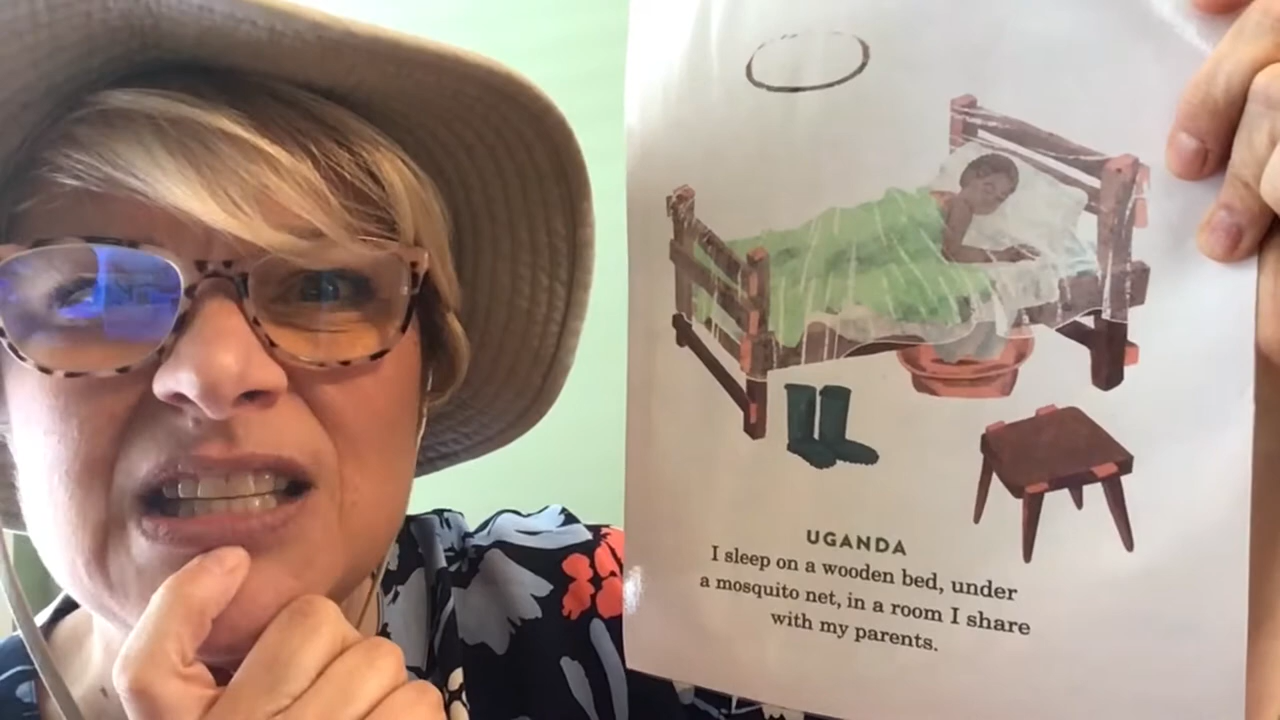 UGANDA
I sleep on a wooden bed, under
a mosquito net, in a room I share
with my parents.